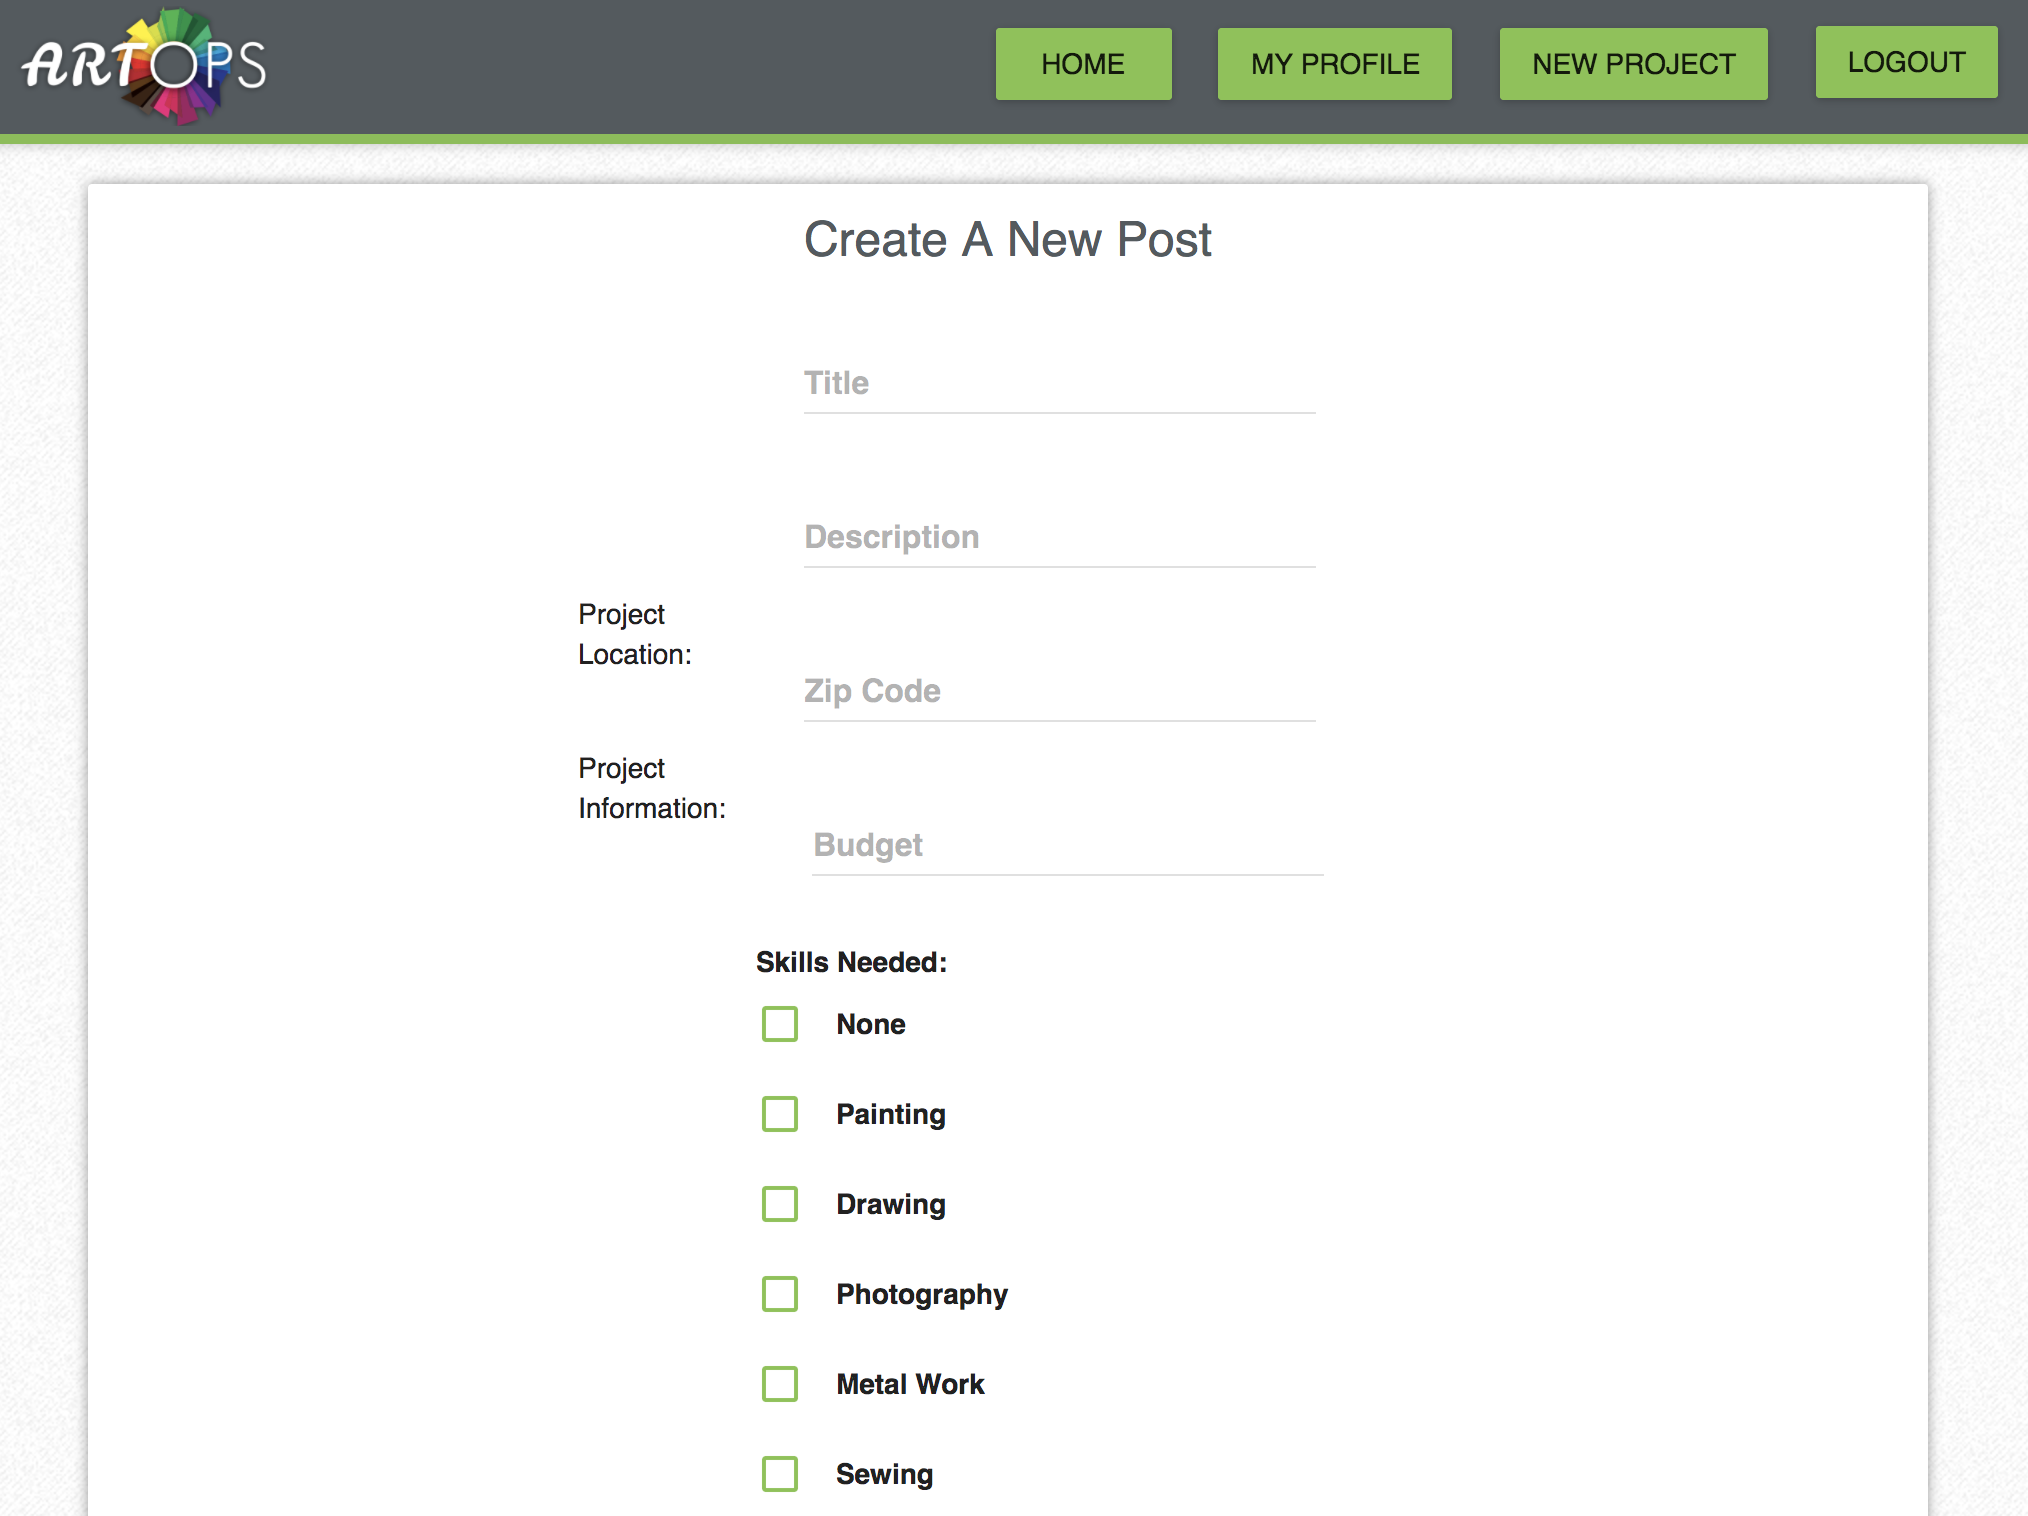 ARTOPS
HOME
MY PROFILE
NEW PROJECT
LOGOUT
Create A New Post
Title
Description
Project
Location:
Zip Code
Project
Information:
Budget
Skills Needed:
None
Painting
Drawing
Photography
Metal Work
Sewing